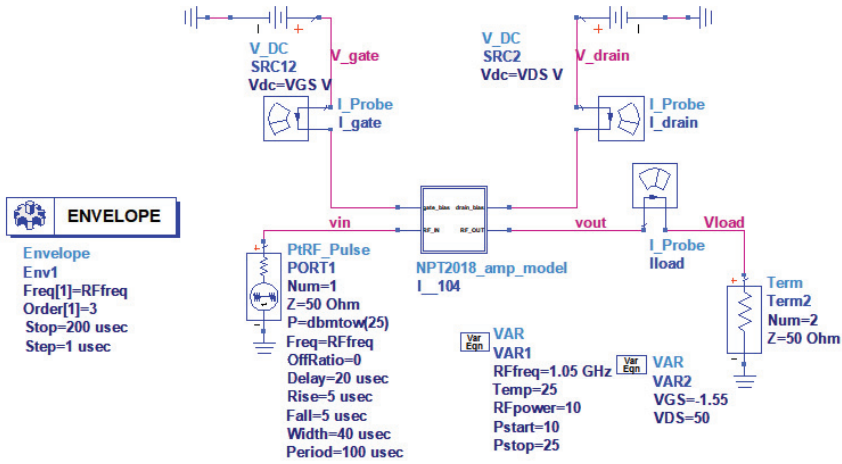 V_DC
SRC12
Vdc=VGS V
V_gate
I_Probe
I_gate
V_DC
SRC2
Vdc=VDS V
V_drain
I_Probe
I_drain
ENVELOPE
Envelope
Env1
Freq[1]=RFfreq
Order[1]=3
Stop=200 usec
Step=1 usec
vin
PtRF_Pulse
PORT1
Num=1
Z=50 Ohm
P=dbmtow(25)
Freq=RFfreq
OffRatio=0
Delay=20 usec
Rise=5 usec
Fall=5 usec
Width=40 usec
Period=100 usec
gate_bias drain_bias
RF_IN RF_OUT
NPT2018_amp_model
I__104
vout
I_Probe
Iload
Vload
Term
Term2
Num=2
Z=50 Ohm
Var
Eqn
VAR
VAR1
RFfreq=1.05 GHz
Temp=25
RFpower=10
Pstart=10
Pstop=25
Var
Eqn
VAR
VAR2
VGS=-1.55
VDS=50